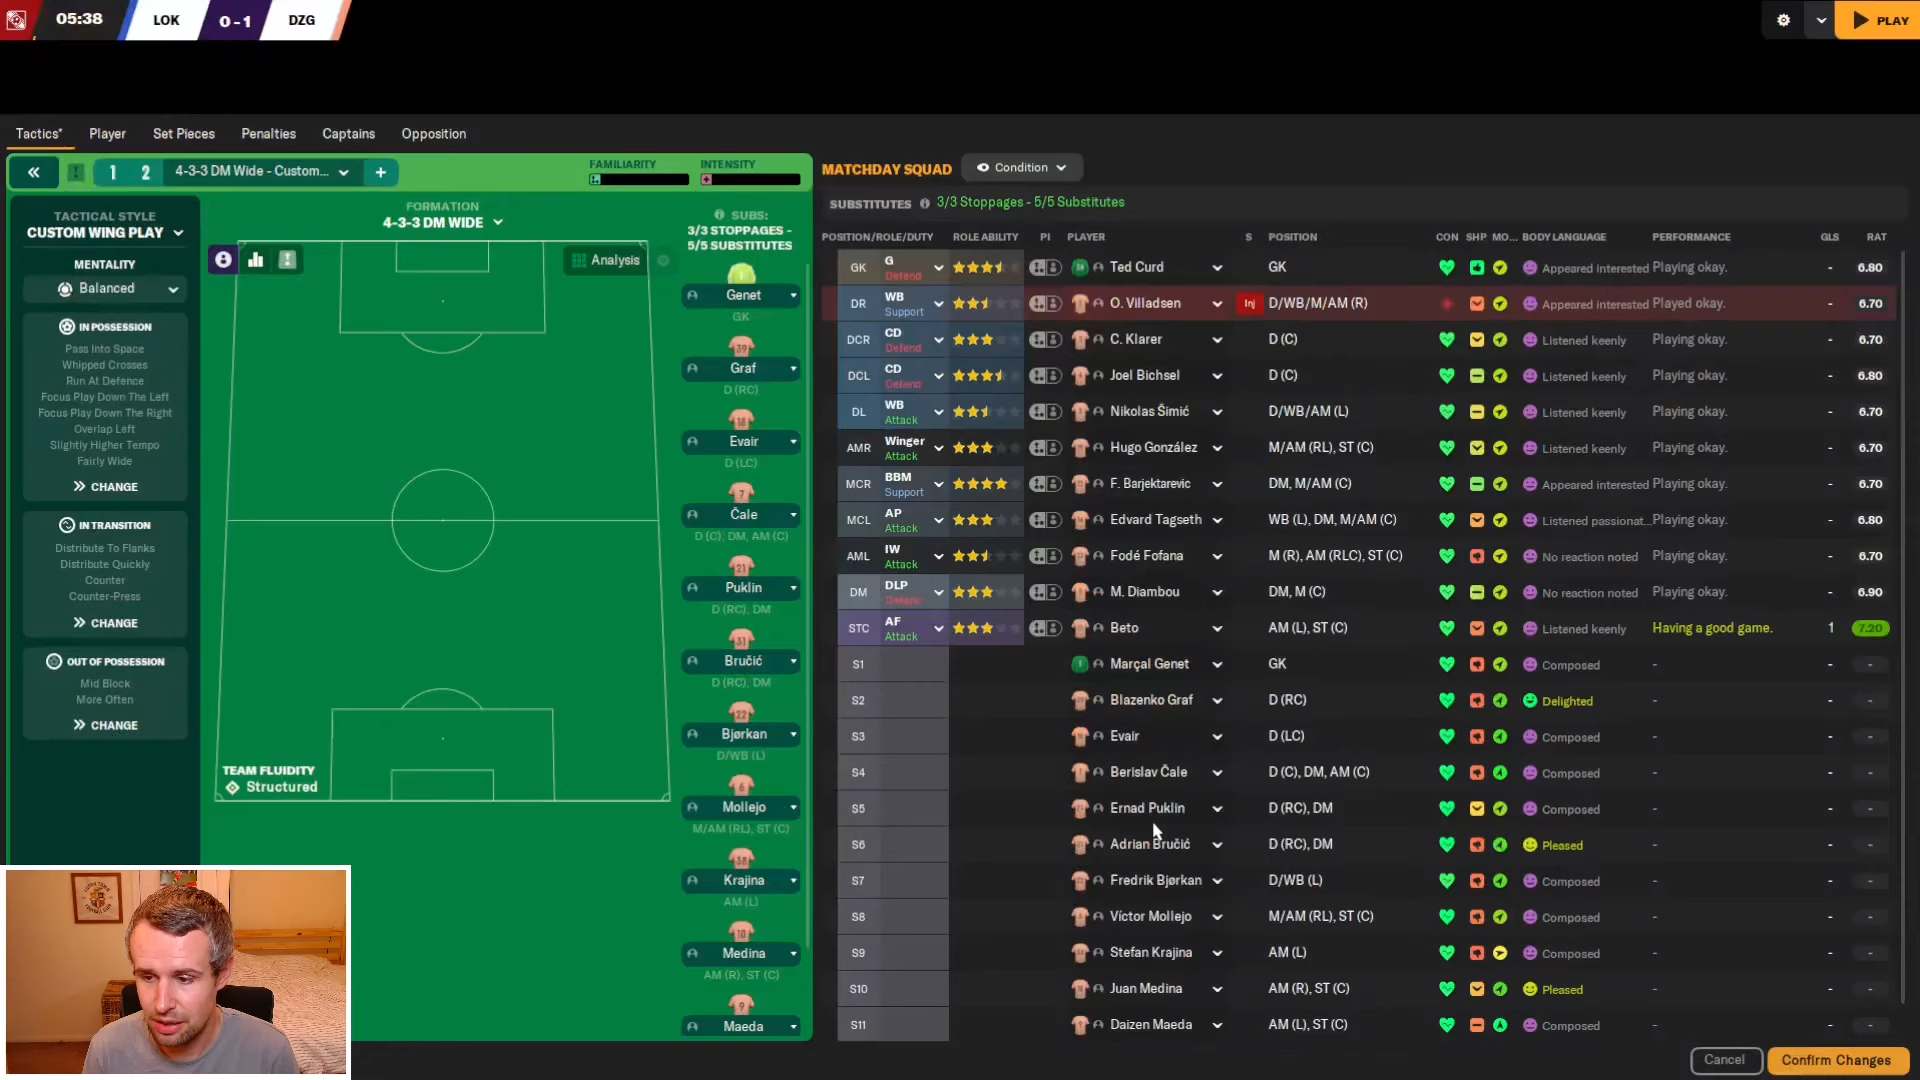 05:38 LOK 0 - 1 DZG
PLAY
Tactics* Player Set Pieces Penalties Captains Opposition
1 2 4-3-3 DM Wide - Custom... +
FAMILIARITY
INTENSITY
MATCHDAY SQUAD Condition
SUBSTITUTES 3/3 Stoppages - 5/5 Substitutes
TACTICAL STYLE
CUSTOM WING PLAY
MENTALITY
Balanced
IN POSSESSION
Pass Into Space
Whipped Crosses
Run At Defence
Focus Play Down The Left
Focus Play Down The Right
Overlap Left
Slightly Higher Tempo
Fairly Wide
CHANGE
IN TRANSITION
Distribute To Flanks
Distribute Quickly
Counter
Counter-Press
CHANGE
OUT OF POSSESSION
Mid Block
More Often
CHANGE
FORMATION
4-3-3 DM WIDE
Analysis
TEAM FLUIDITY
Structured
SUBS:
3/3 STOPPAGES -
5/5 SUBSTITUTES
1
Genet
GK
39
Graf
D (RC)
18
Evair
D (LC)
7
Čale
D (C), DM, AM (C)
21
Puklin
D (RC), DM
31
Bručić
D (RC), DM
22
Bjørkan
D/WB (L)
6
Mollejo
M/AM (RL), ST (C)
38
Krajina
AM (L)
10
Medina
AM (R), ST (C)
9
Maeda
POSITION/ROLE/DUTY ROLE ABILITY PI PLAYER S POSITION CON SHP MO... BODY LANGUAGE PERFORMANCE GLS RAT
GK G Defend Ted Curd GK Appeared interested Playing okay. - 6.80
DR WB Support O. Villadsen Inj D/WB/M/AM (R) Appeared interested Played okay. - 6.70
DCR CD Defend C. Klarer D (C) Listened keenly Playing okay. - 6.70
DCL CD Defend Joel Bichsel D (C) Listened keenly Playing okay. - 6.80
DL WB Attack Nikolas Šimić D/WB/AM (L) Listened keenly Playing okay. - 6.70
AMR Winger Attack Hugo González M/AM (RL), ST (C) Listened keenly Playing okay. - 6.70
MCR BBM Support F. Barjektarevic DM, M/AM (C) Appeared interested Playing okay. - 6.70
MCL AP Attack Edvard Tagseth WB (L), DM, M/AM (C) Listened passionat... Playing okay. - 6.80
AML IW Attack Fodé Fofana M (R), AM (RLC), ST (C) No reaction noted Playing okay. - 6.70
DM DLP Defend M. Diambou DM, M (C) No reaction noted Playing okay. - 6.90
STC AF Attack Beto AM (L), ST (C) Listened keenly Having a good game. 1 7.20
S1 Marçal Genet GK Composed - - -
S2 Blazenko Graf D (RC) Delighted - - -
S3 Evair D (LC) Composed - - -
S4 Berislav Čale D (C), DM, AM (C) Composed - - -
S5 Ernad Puklin D (RC), DM Composed - - -
S6 Adrian Bručić D (RC), DM Pleased - - -
S7 Fredrik Bjørkan D/WB (L) Composed - - -
S8 Víctor Mollejo M/AM (RL), ST (C) Composed - - -
S9 Stefan Krajina AM (L) Composed - - -
S10 Juan Medina AM (R), ST (C) Pleased - - -
S11 Daizen Maeda AM (L), ST (C) Composed - - -
Cancel Confirm Changes